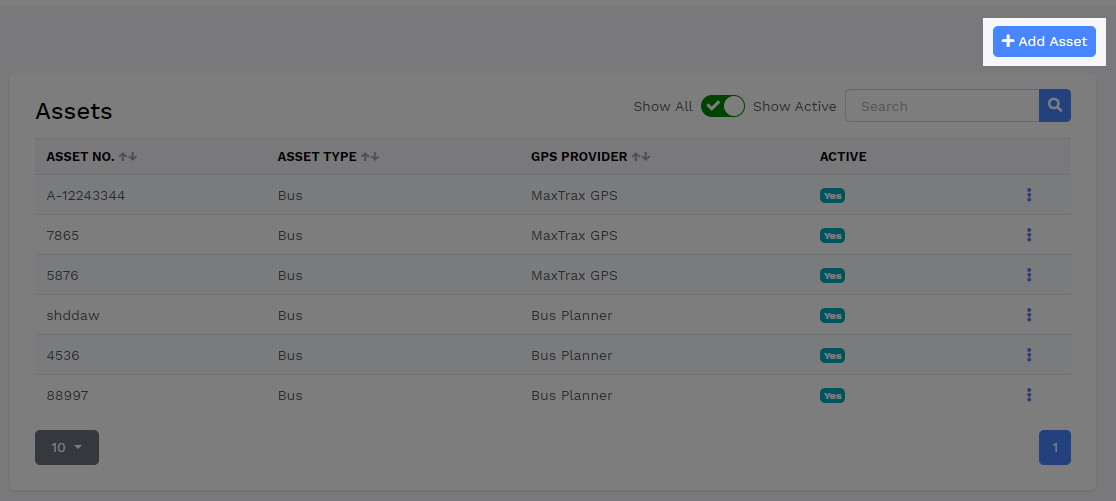 Add Asset
Assets
Show All Show Active Search
ASSET NO. ASSET TYPE GPS PROVIDER ACTIVE
A-12243344 Bus MaxTrax GPS Yes
7865 Bus MaxTrax GPS Yes
5876 Bus MaxTrax GPS Yes
shddaw Bus Bus Planner Yes
4536 Bus Bus Planner Yes
88997 Bus Bus Planner Yes
10 1